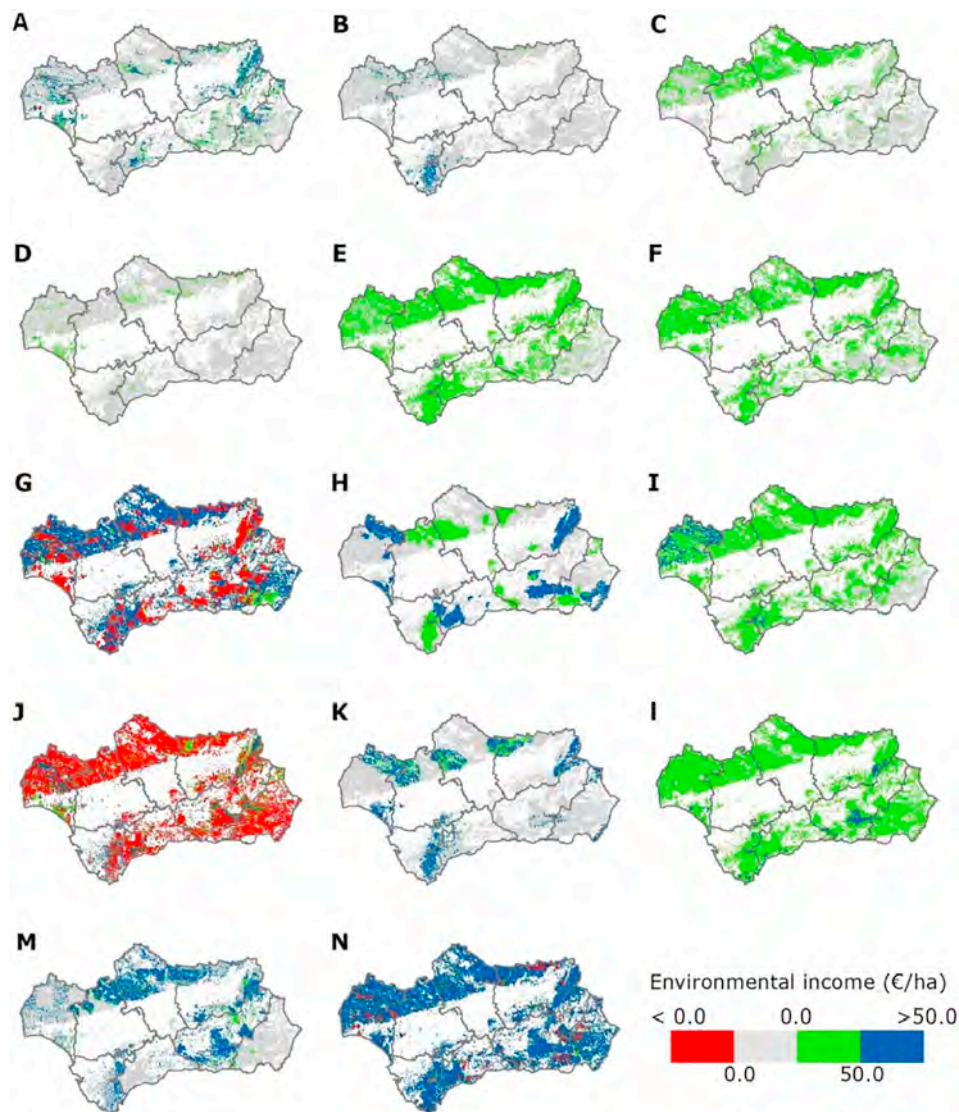 A B C
D E F
G H I
J K l
M N
Environmental income (€/ha)
< 0.0 0.0 >50.0
0.0 50.0